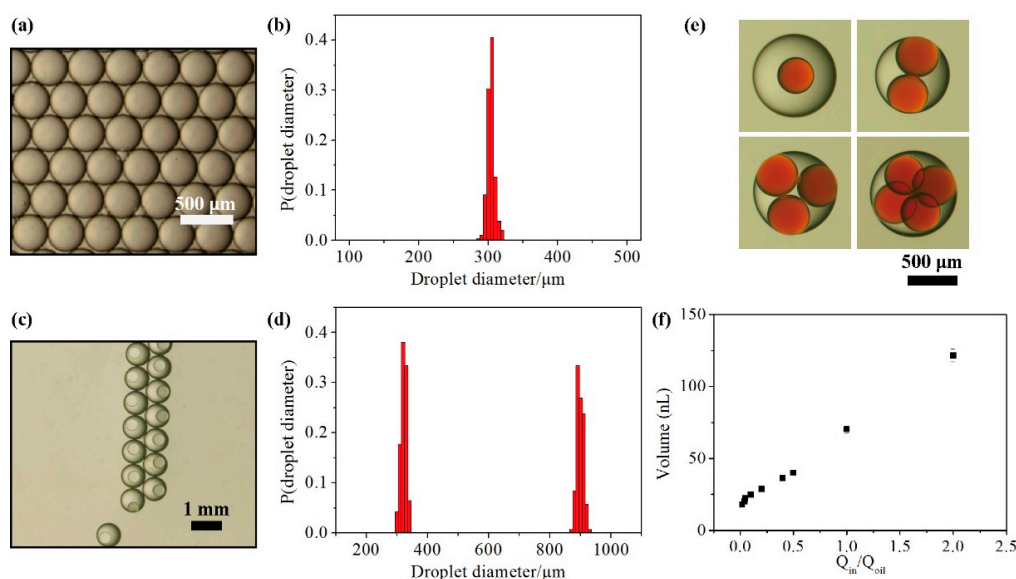 (a)
500 μm
(b)
0.4
0.3
0.2
0.1
0.0
P(droplet diameter)
100 200 300 400 500
Droplet diameter/μm
(c)
1 mm
(d)
0.4
0.3
0.2
0.1
0.0
P(droplet diameter)
200 400 600 800 1000
Droplet diameter/μm
(e)
500 μm
(f)
150
100
50
0
Volume (nL)
0.0 0.5 1.0 1.5 2.0 2.5
Qin/Qoil